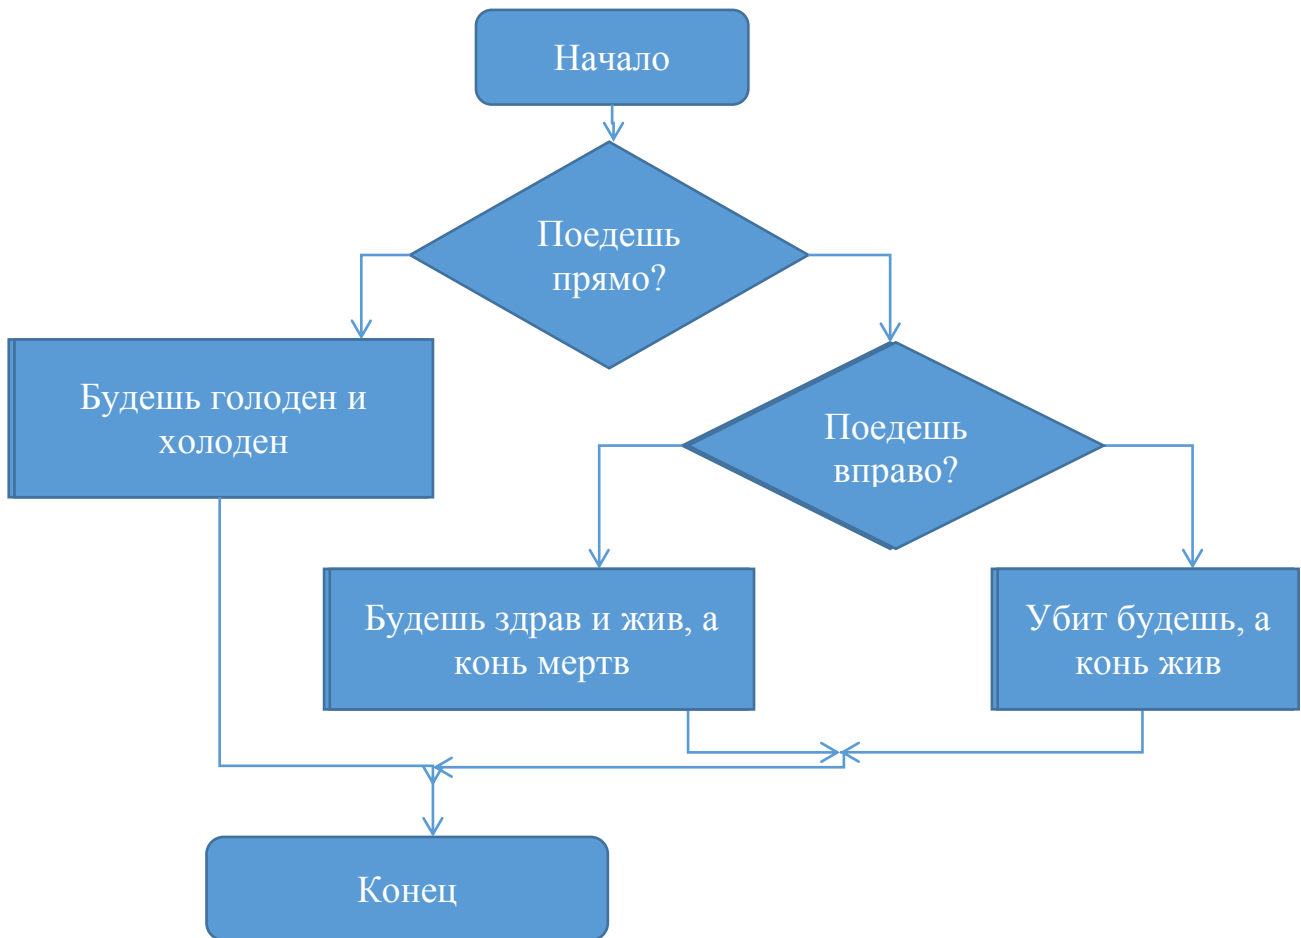 Начало
Поедешь
прямо?
Будешь голоден и
холоден
Поедешь
вправо?
Будешь здрав и жив, а
конь мертв
Убит будешь, а
конь жив
Конец